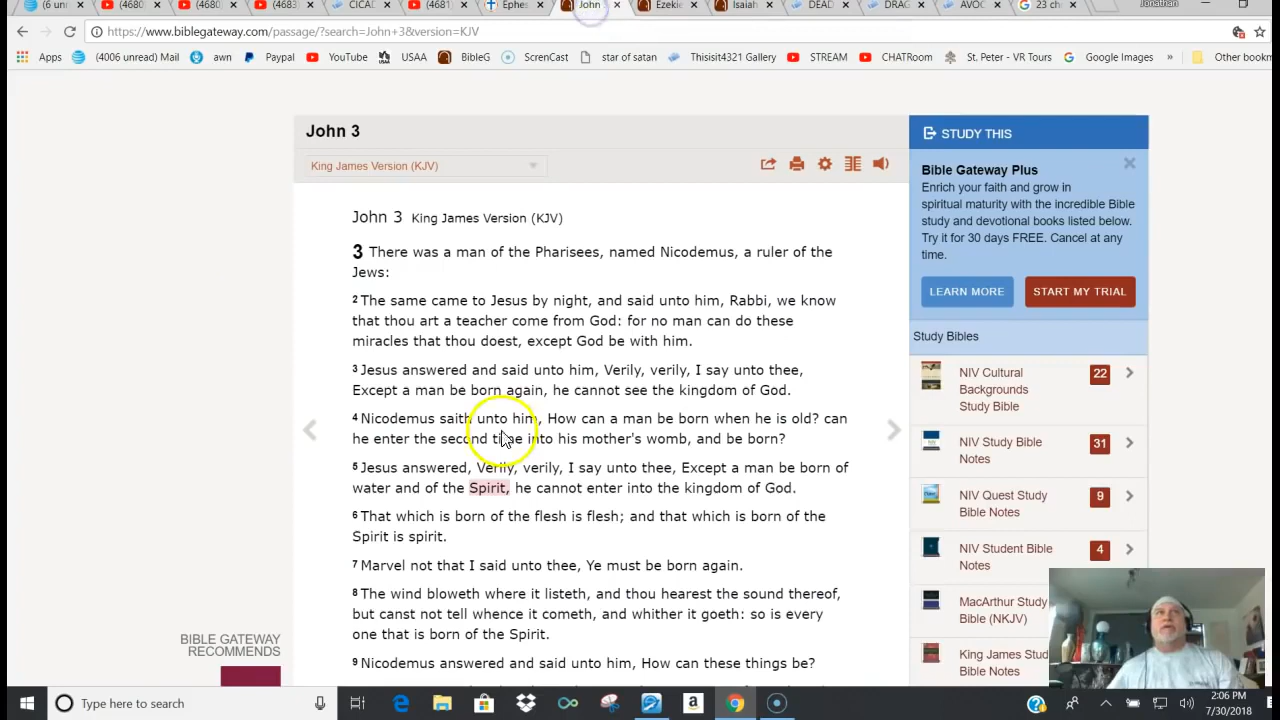 (6 unr
(4680
(4680)
(4683)
CICAD
(4681)
Ephes
John
Ezekie
Isaiah
DEAD
DRAG
AVOC
23 ch
Jonathan
https://www.biblegateway.com/passage/?search=John+3&version=KJV
Apps
(4006 unread) Mail
awn
Paypal
YouTube
USAA
BibleG
ScrenCast
star of satan
Thisisit4321 Gallery
STREAM
CHATRoom
St. Peter - VR Tours
Google Images
»
Other bookm
John 3
King James Version (KJV)
John 3 King James Version (KJV)
3 There was a man of the Pharisees, named Nicodemus, a ruler of the
Jews:
2 The same came to Jesus by night, and said unto him, Rabbi, we know
that thou art a teacher come from God: for no man can do these
miracles that thou doest, except God be with him.
3 Jesus answered and said unto him, Verily, verily, I say unto thee,
Except a man be born again, he cannot see the kingdom of God.
4 Nicodemus saith unto him, How can a man be born when he is old? can
he enter the second time into his mother's womb, and be born?
5 Jesus answered, Verily, verily, I say unto thee, Except a man be born of
water and of the Spirit, he cannot enter into the kingdom of God.
6 That which is born of the flesh is flesh; and that which is born of the
Spirit is spirit.
7 Marvel not that I said unto thee, Ye must be born again.
8 The wind bloweth where it listeth, and thou hearest the sound thereof,
but canst not tell whence it cometh, and whither it goeth: so is every
one that is born of the Spirit.
9 Nicodemus answered and said unto him, How can these things be?
BIBLE GATEWAY
RECOMMENDS
STUDY THIS
Bible Gateway Plus
Enrich your faith and grow in
spiritual maturity with the incredible Bible
study and devotional books listed below.
Try it for 30 days FREE. Cancel at any
time.
LEARN MORE
START MY TRIAL
Study Bibles
NIV Cultural
Backgrounds
Study Bible
22
NIV Study Bible
Notes
31
NIV Quest Study
Bible Notes
9
NIV Student Bible
Notes
4
MacArthur Study
Bible (NKJV)
King James Stud
Notes
Type here to search
2:06 PM
7/30/2018